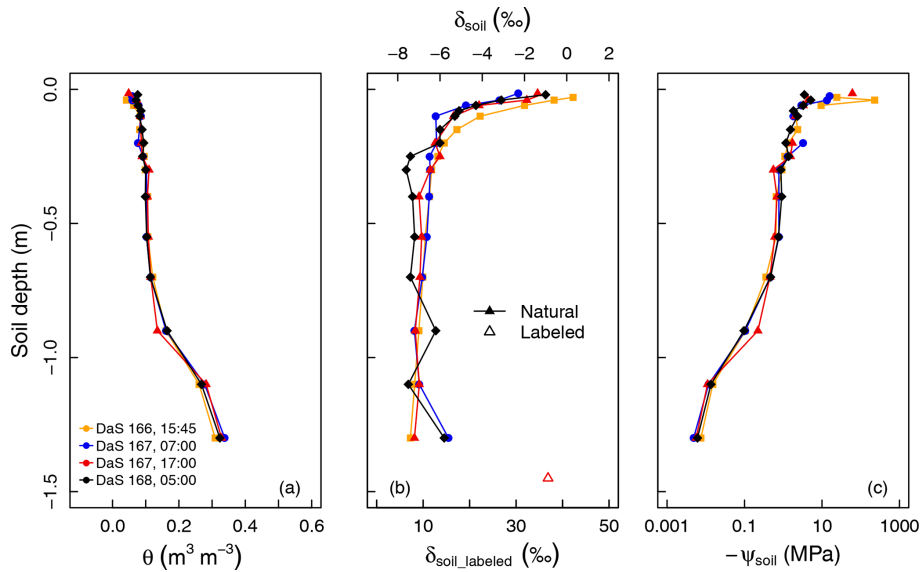 δsoil (‰)
−8 −6 −4 −2 0 2
Soil depth (m)
0.0
−0.5
−1.0
−1.5
DaS 166, 15:45
DaS 167, 07:00
DaS 167, 17:00
DaS 168, 05:00
(a)
0.0 0.2 0.4 0.6
θ (m³ m⁻³)
Natural
Labeled
(b)
10 30 50
δsoil_labeled (‰)
(c)
0.001 0.1 10 1000
−ψsoil (MPa)